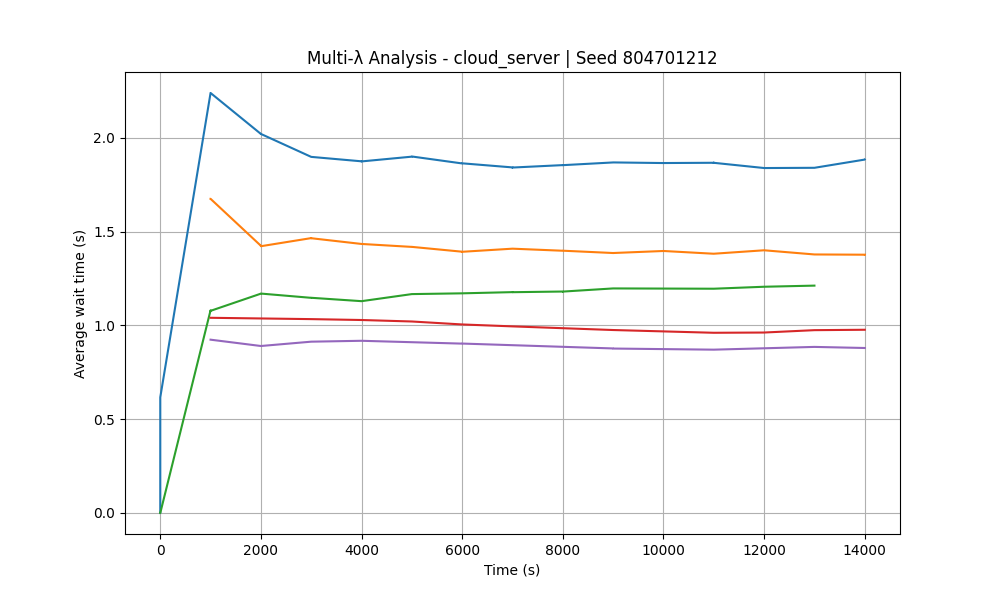 Multi-λ Analysis - cloud_server | Seed 804701212
Average wait time (s)
2.0
1.5
1.0
0.5
0.0
0 2000 4000 6000 8000 10000 12000 14000
Time (s)